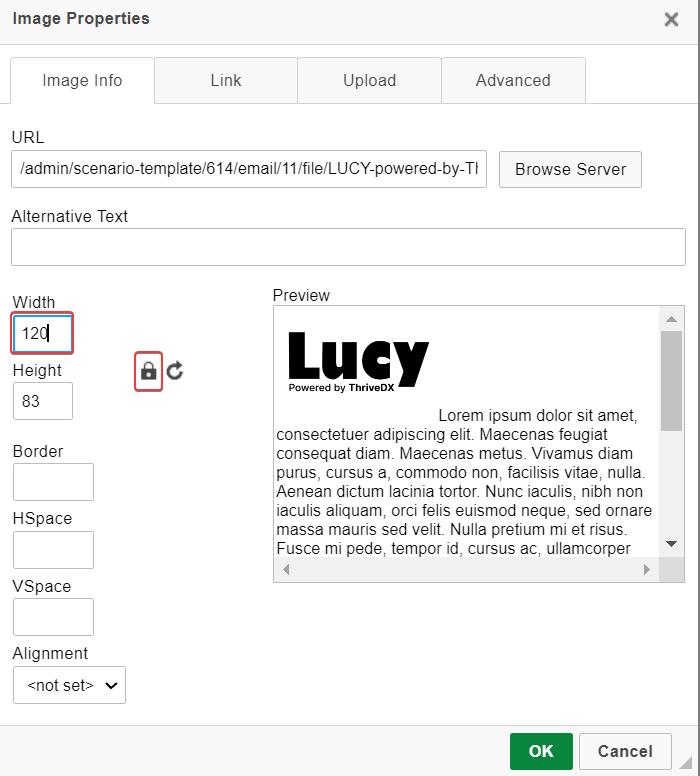 Image Properties
Image Info
Link
Upload
Advanced
URL
/admin/scenario-template/614/email/11/file/LUCY-powered-by-Th
Browse Server
Alternative Text
Width
120
Height
83
Border
HSpace
VSpace
Alignment
<not set>
Preview
Lucy
Powered by ThriveDX
Lorem ipsum dolor sit amet,
consectetuer adipiscing elit. Maecenas feugiat
consequat diam. Maecenas metus. Vivamus diam
purus, cursus a, commodo non, facilisis vitae, nulla.
Aenean dictum lacinia tortor. Nunc iaculis, nibh non
iaculis aliquam, orci felis euismod neque, sed ornare
massa mauris sed velit. Nulla pretium mi et risus.
Fusce mi pede, tempor id, cursus ac, ullamcorper
OK
Cancel